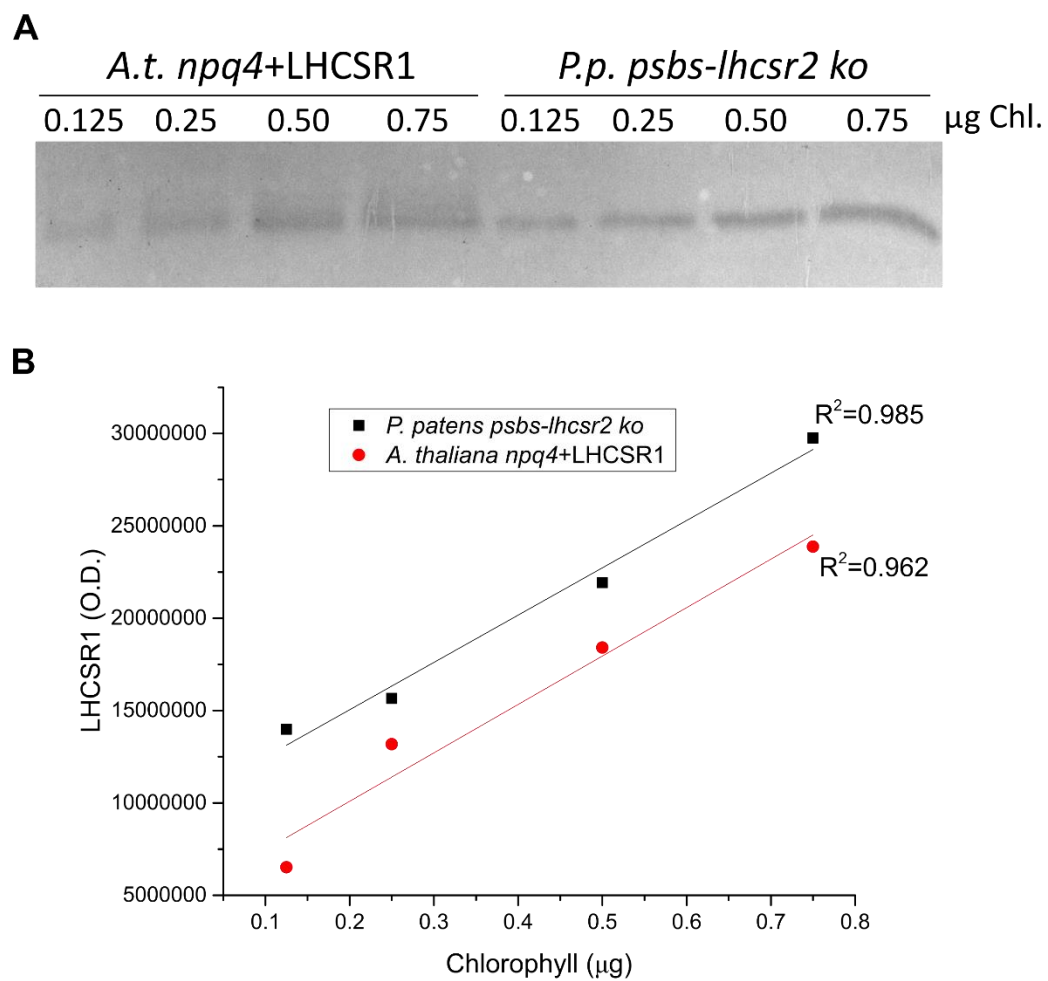 A
A.t. npq4+LHCSR1 P.p. psbs-lhcsr2 ko
0.125 0.25 0.50 0.75 0.125 0.25 0.50 0.75 µg Chl.
B
30000000
25000000
20000000
15000000
10000000
5000000
LHCSR1 (O.D.)
P. patens psbs-lhcsr2 ko
A. thaliana npq4+LHCSR1
R²=0.985
R²=0.962
0.1 0.2 0.3 0.4 0.5 0.6 0.7 0.8
Chlorophyll (µg)